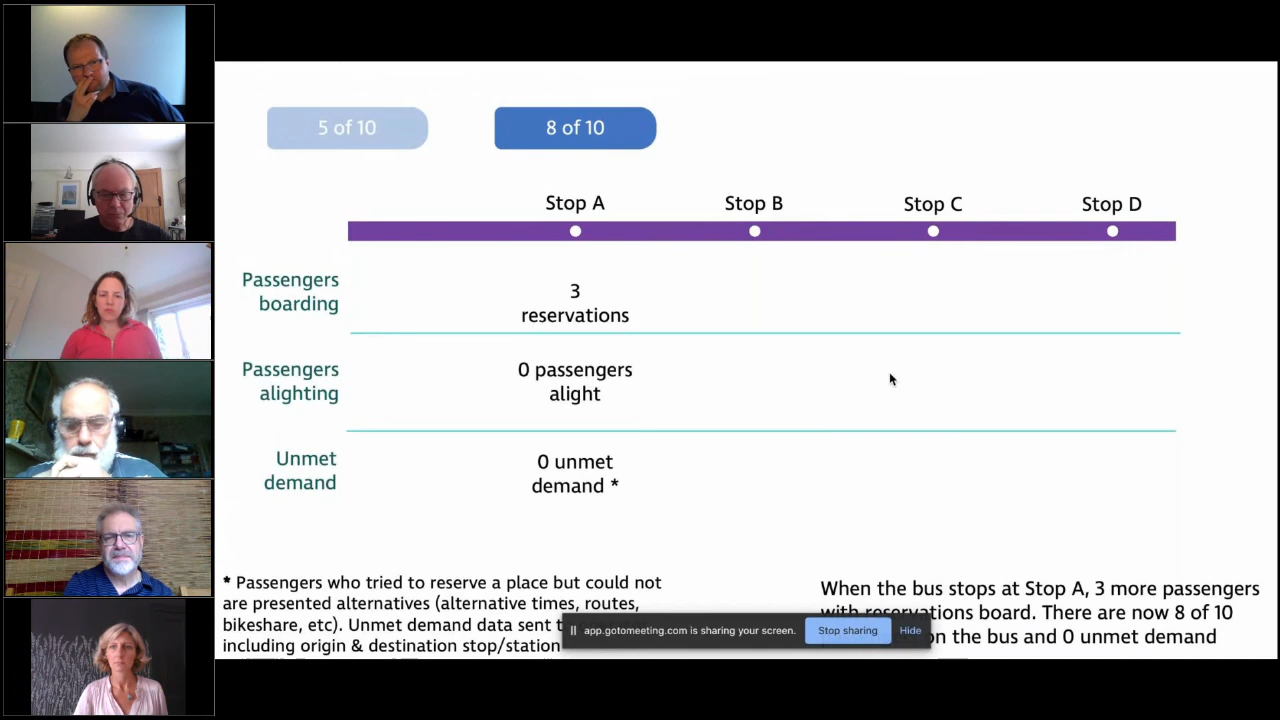 5 of 10
8 of 10
Stop A
Stop B
Stop C
Stop D
Passengers
boarding
3
reservations
Passengers
alighting
0 passengers
alight
Unmet
demand
0 unmet
demand *
* Passengers who tried to reserve a place but could not
are presented alternatives (alternative times, routes,
bikeshare, etc). Unmet demand data sent
including origin & destination stop/station
When the bus stops at Stop A, 3 more passengers
with reservations board. There are now 8 of 10
on the bus and 0 unmet demand
app.gotomeeting.com is sharing your screen.
Stop sharing
Hide